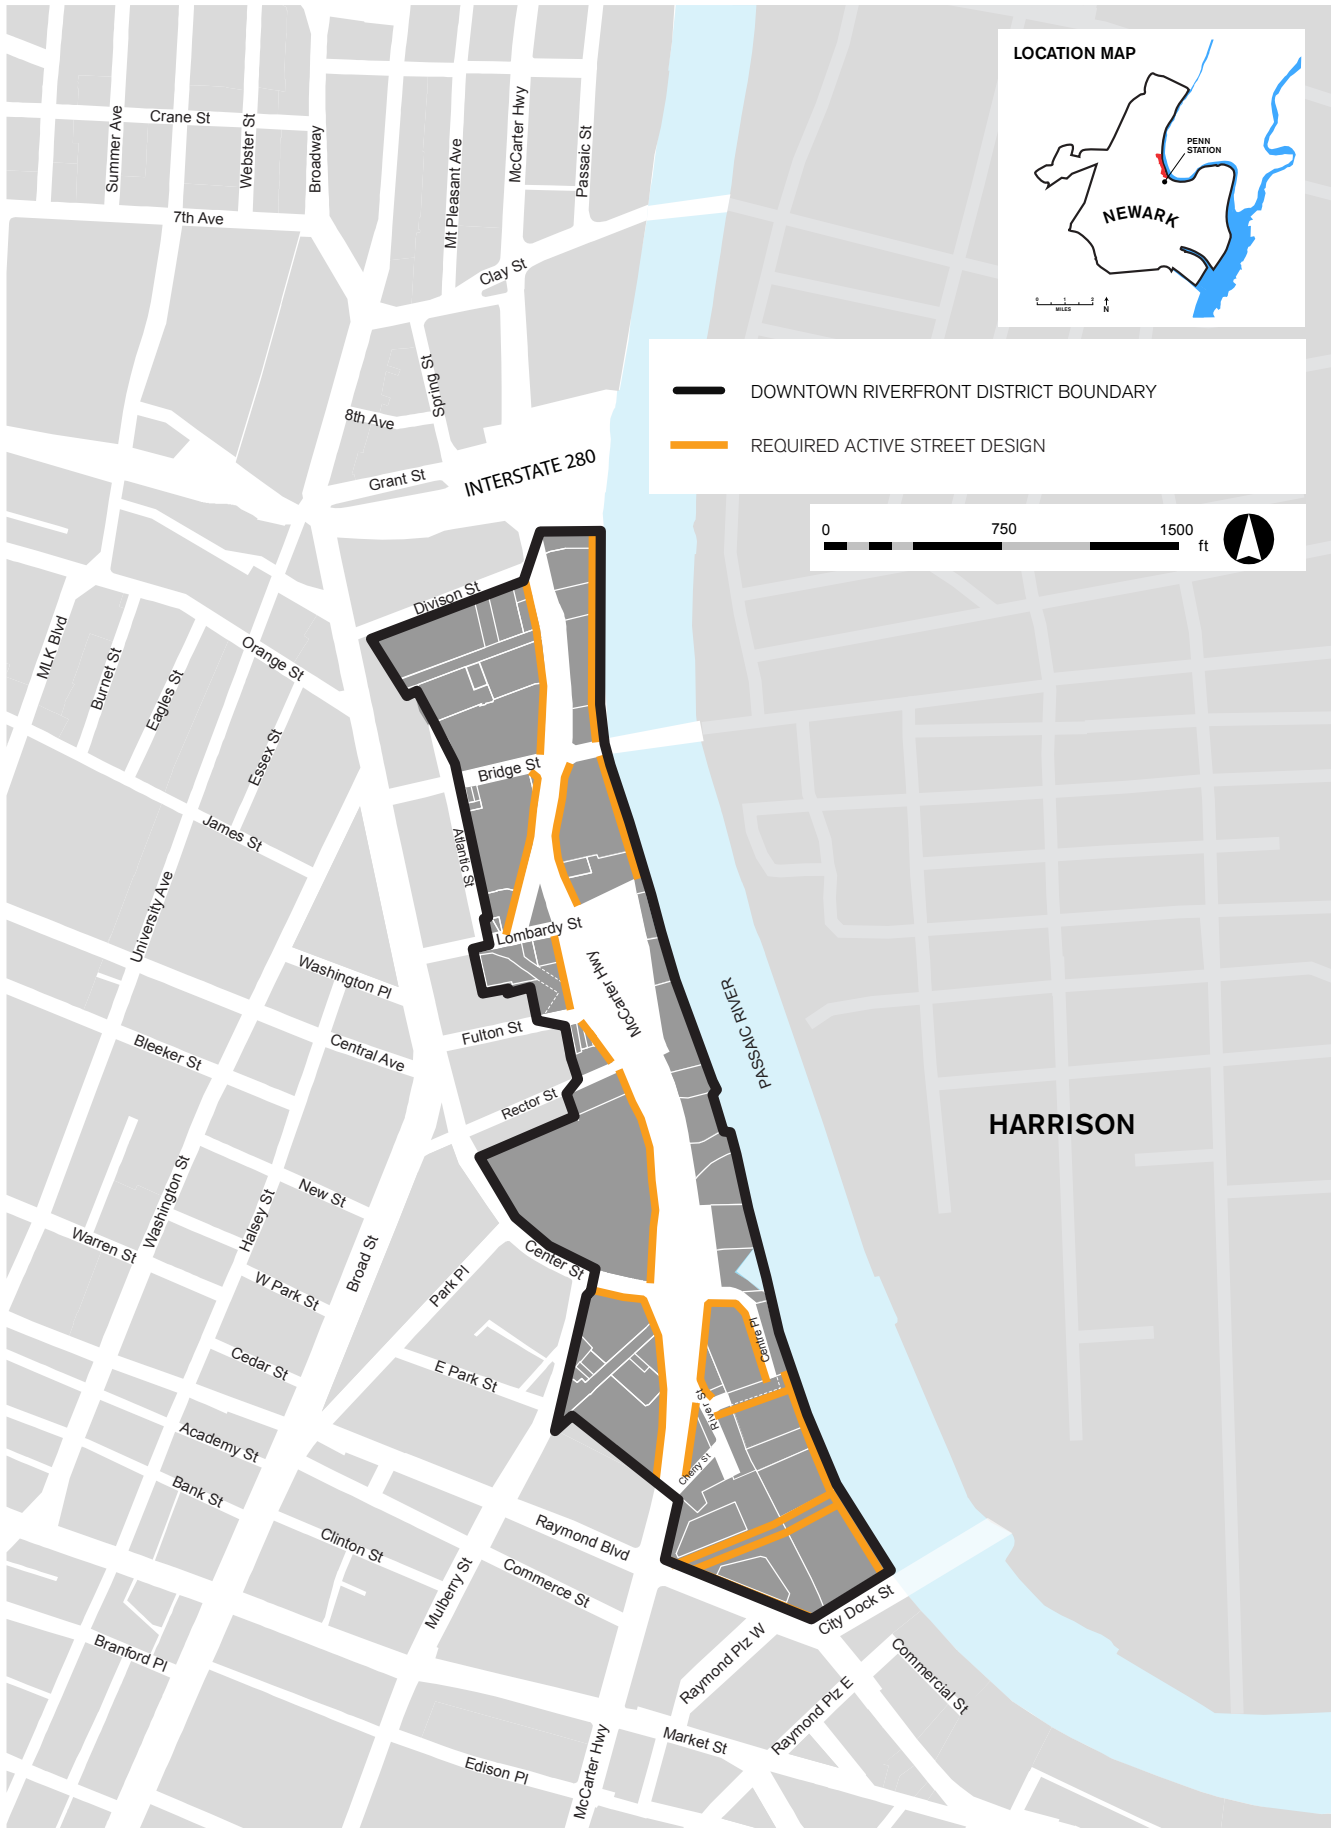 LOCATION MAP
PENN
STATION
NEWARK
0 1 2
MILES
N
DOWNTOWN RIVERFRONT DISTRICT BOUNDARY
REQUIRED ACTIVE STREET DESIGN
0 750 1500
ft
Crane St
Summer Ave
Webster St
Broadway
Mt Pleasant Ave
McCarter Hwy
Passaic St
7th Ave
Clay St
Spring St
8th Ave
Grant St
INTERSTATE 280
Divison St
MLK Blvd
Burnet St
Eagles St
Orange St
Essex St
Bridge St
James St
Atlantic St
University Ave
Lombardy St
Washington Pl
McCarter Hwy
PASSAIC RIVER
Fulton St
Bleeker St
Central Ave
Rector St
HARRISON
Washington St
New St
Halsey St
Warren St
Broad St
Center St
W Park St
Park Pl
Centre Pl
Cedar St
E Park St
River St
Academy St
Cherry St
Bank St
Raymond Blvd
Clinton St
Commerce St
Mulberry St
City Dock St
Branford Pl
Raymond Plz W
Commercial St
Raymond Plz E
Market St
Edison Pl
McCarter Hwy